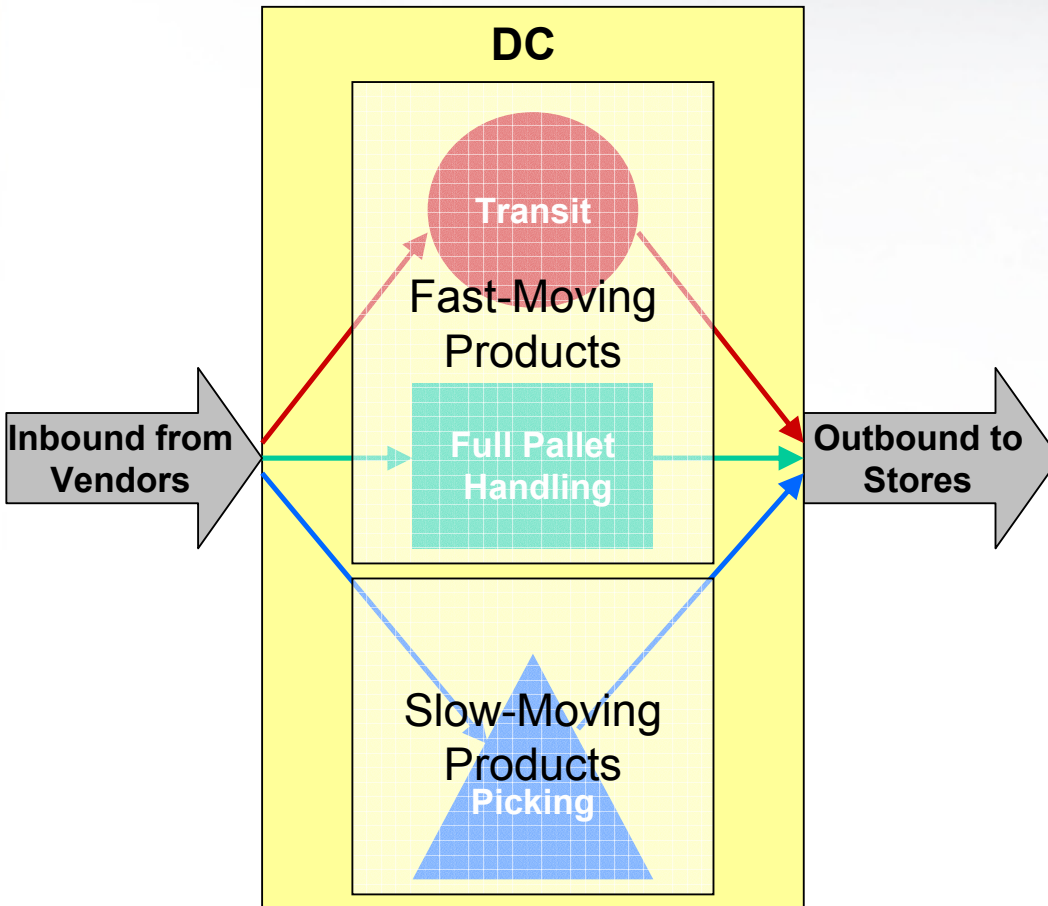 DC
Transit
Fast-Moving
Products
Inbound from
Vendors
Full Pallet
Handling
Outbound to
Stores
Slow-Moving
Products
Picking